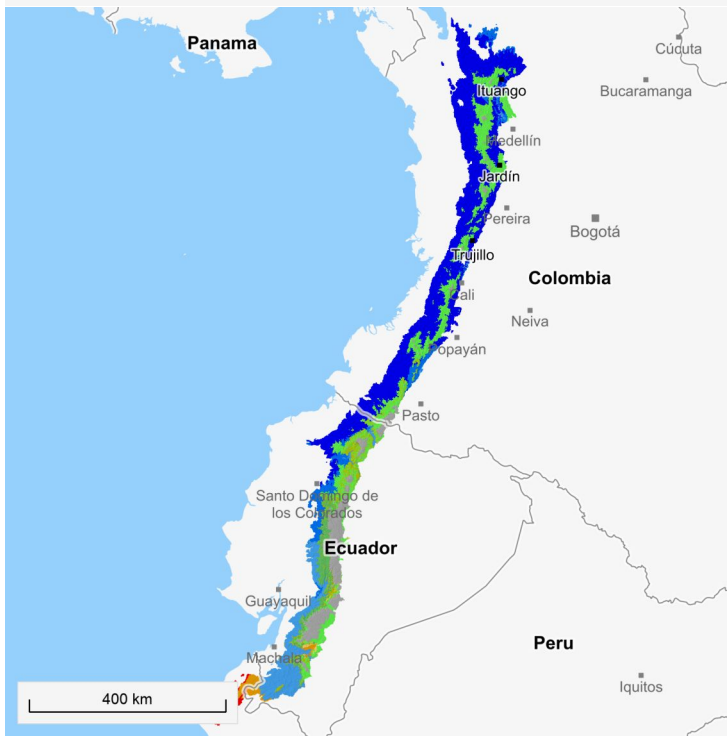 Panama
Cúcuta
Ituango
Bucaramanga
Medellín
Jardín
Pereira
Bogotá
Trujillo
Colombia
Cali
Neiva
Popayán
Pasto
Santo Domingo de
los Colorados
Ecuador
Guayaquil
Peru
Machala
Iquitos
400 km